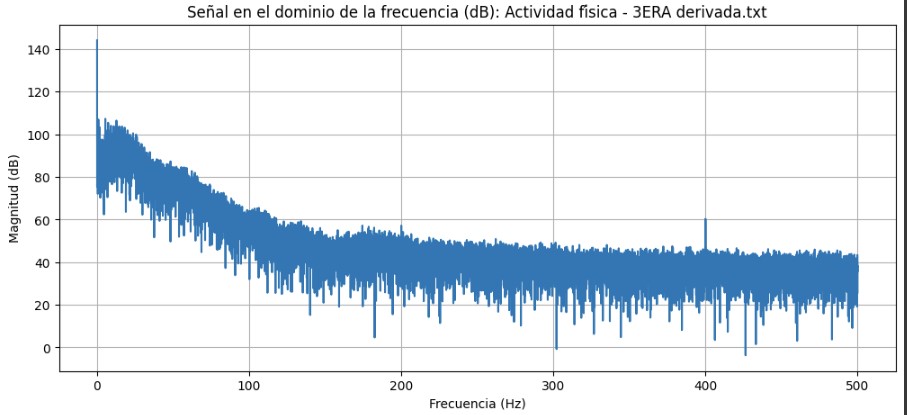 Señal en el dominio de la frecuencia (dB): Actividad física - 3ERA derivada.txt
140
120
100
80
60
40
20
0
Magnitud (dB)
0 100 200 300 400 500
Frecuencia (Hz)